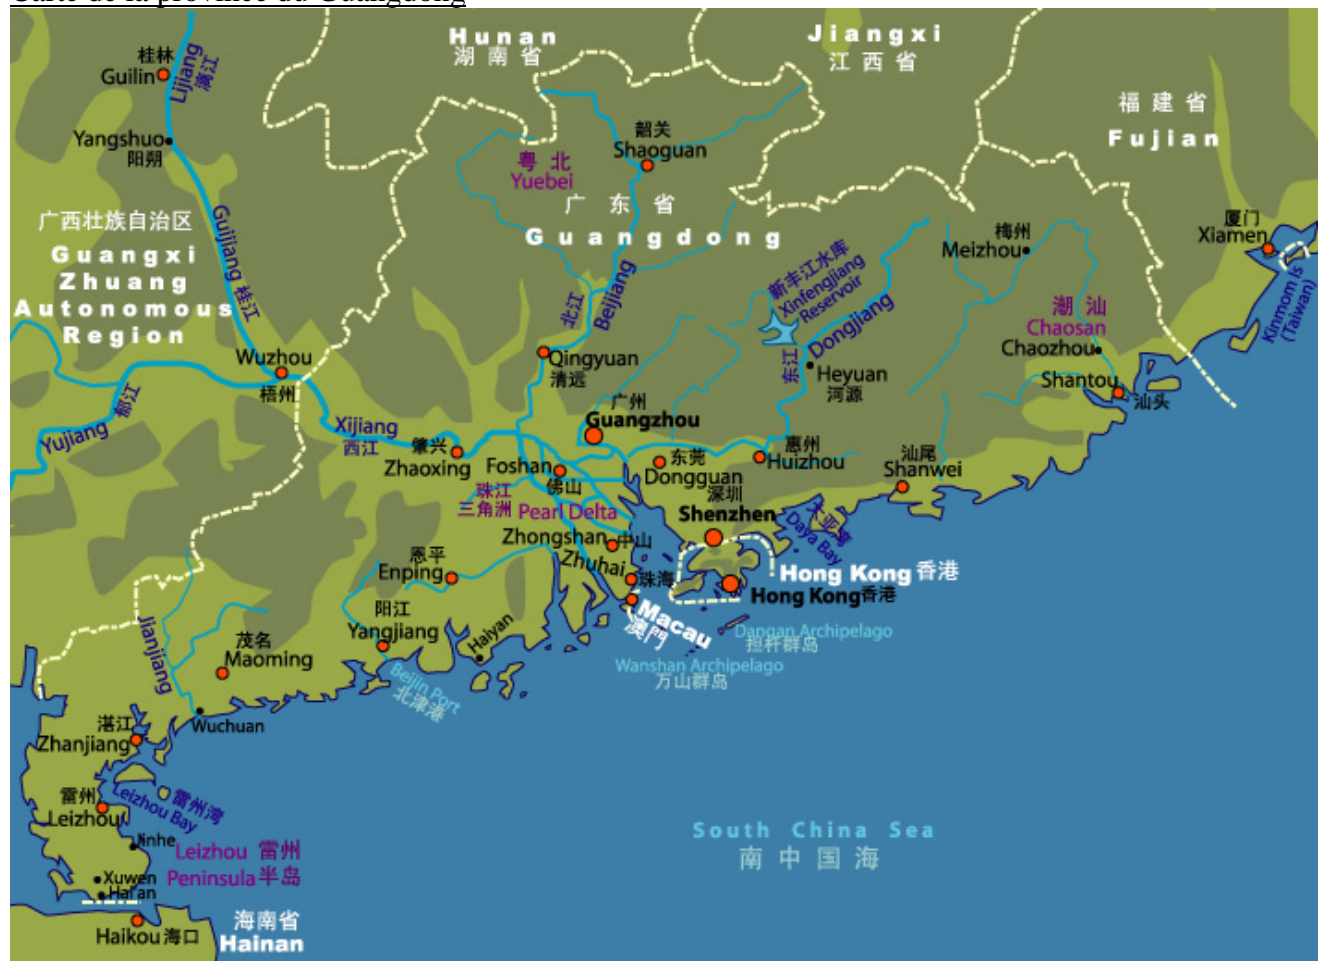 Carte de la province du Guangdong
Hunan
湖南省
Jiangxi
江西省
福建省
Fujian
桂林
Guilin
Lijiang
漓江
Yangshuo
阳朔
韶关
Shaoguan
粤北
Yuebei
广东省
Guangdong
广西壮族自治区
Guangxi
Zhuang
Autonomous
Region
Guijiang 桂江
厦门
Xiamen
Kinmom is
(Taiwan)
梅州
Meizhou
新丰江水库
Xinfengjiang
Reservoir
北江
Beijiang
东江
Dongjiang
潮汕
Chaosan
Chaozhou
Shantou
汕头
Wuzhou
梧州
Qingyuan
清远
Heyuan
河源
Yujiang
郁江
Xijiang
西江
广州
Guangzhou
肇兴
Zhaoxing
Foshan
佛山
东莞
Dongguan
惠州
Huizhou
汕尾
Shanwei
珠江
三角洲 Pearl Delta
深圳
Shenzhen
大亚湾
Daya Bay
Zhongshan 中山
Zhuhai 珠海
恩平
Enping
Hong Kong 香港
Hong Kong 香港
Macau
澳門
阳江
Yangjiang
Haiyan
Dangan Archipelago
担杆群岛
Wanshan Archipelago
万山群岛
Beijin Port
北津港
Jianjiang
茂名
Maoming
Wuchuan
湛江
Zhanjiang
雷州
Leizhou
雷州湾
Leizhou Bay
Jinhe
Leizhou 雷州
Peninsula 半岛
Xuwen
Hai'an
South China Sea
南中国海
海南省
Hainan
Haikou 海口